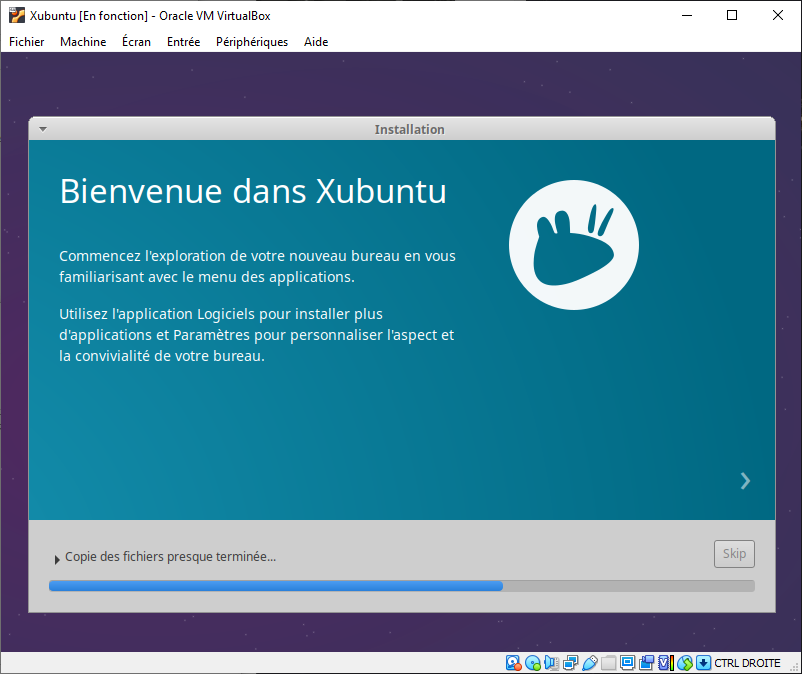 Xubuntu [En fonction] - Oracle VM VirtualBox
Fichier Machine Écran Entrée Périphériques Aide
Installation
Bienvenue dans Xubuntu
Commencez l'exploration de votre nouveau bureau en vous
familiarisant avec le menu des applications.
Utilisez l'application Logiciels pour installer plus
d'applications et Paramètres pour personnaliser l'aspect et
la convivialité de votre bureau.
Copie des fichiers presque terminée...
Skip
CTRL DROITE